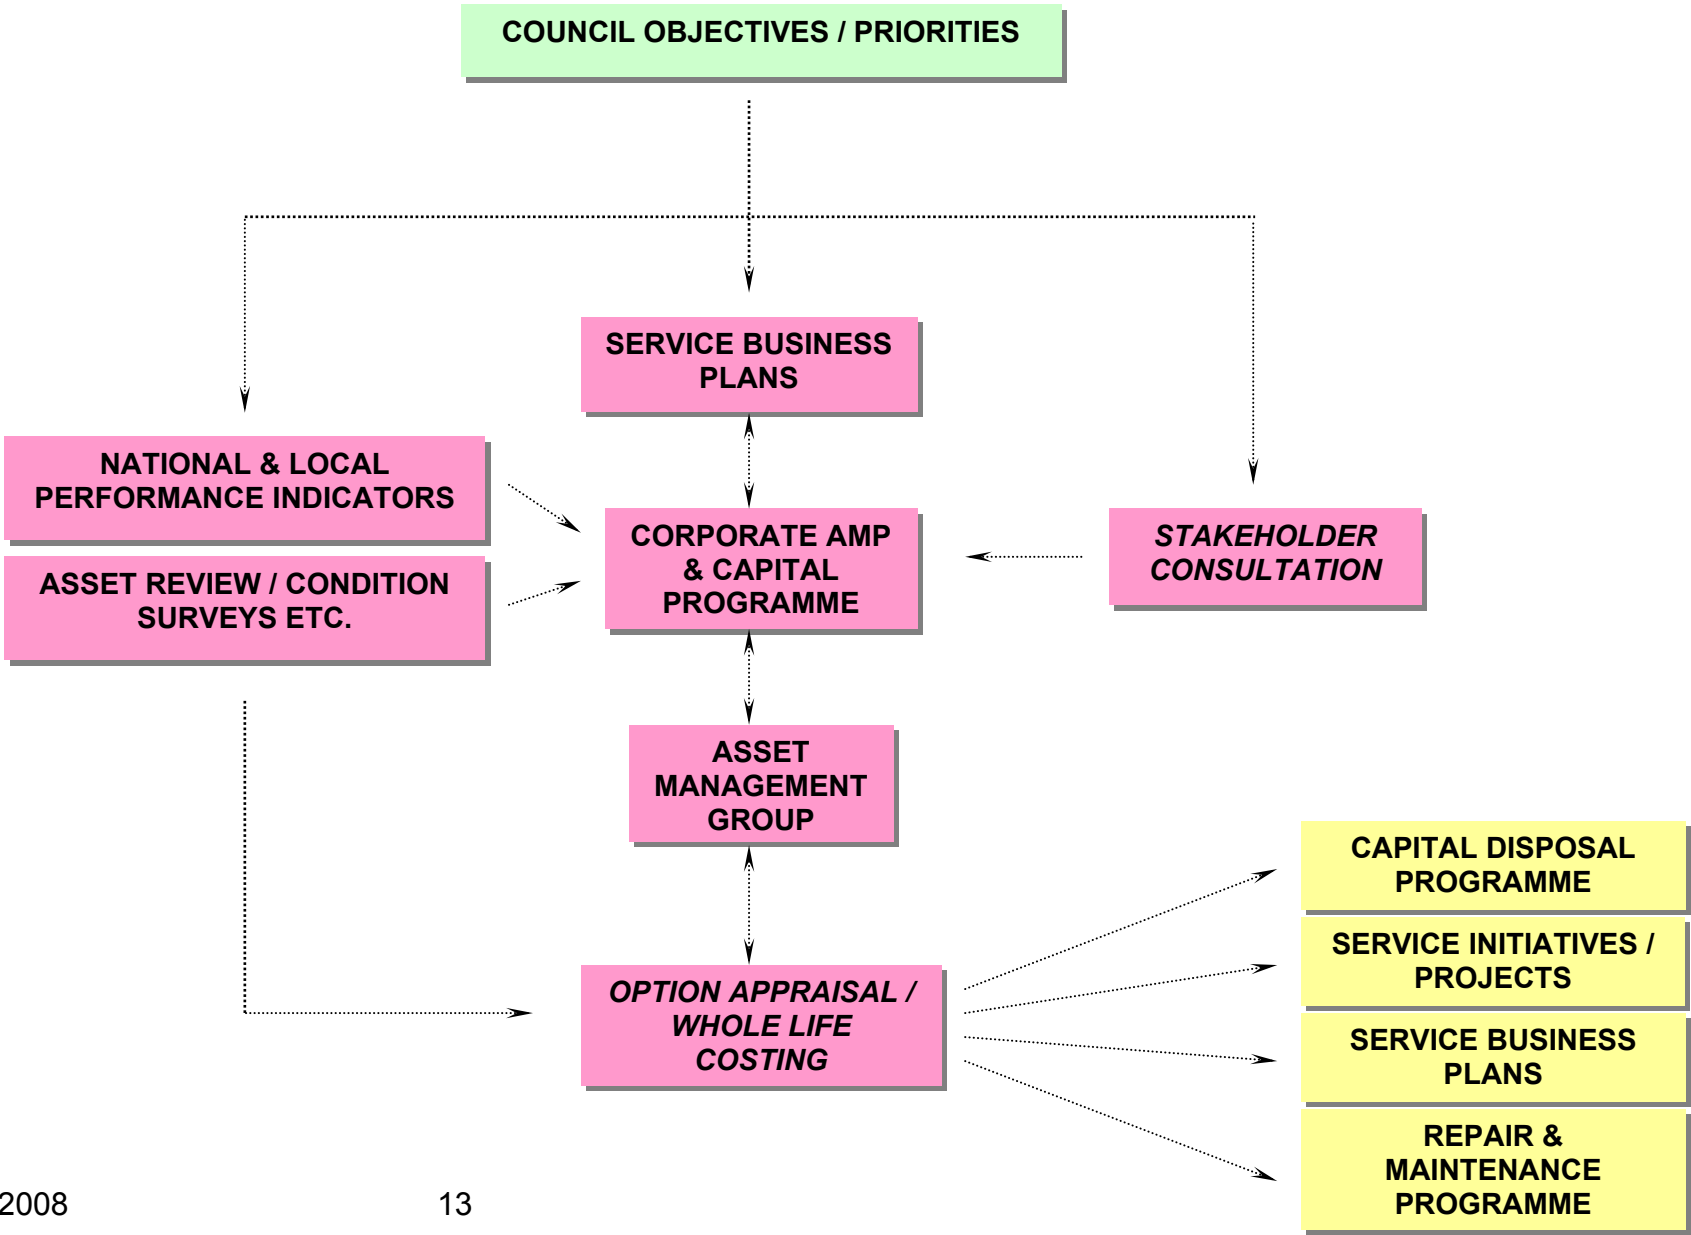 COUNCIL OBJECTIVES / PRIORITIES
SERVICE BUSINESS
PLANS
NATIONAL & LOCAL
PERFORMANCE INDICATORS
ASSET REVIEW / CONDITION
SURVEYS ETC.
CORPORATE AMP
& CAPITAL
PROGRAMME
STAKEHOLDER
CONSULTATION
ASSET
MANAGEMENT
GROUP
OPTION APPRAISAL /
WHOLE LIFE
COSTING
CAPITAL DISPOSAL
PROGRAMME
SERVICE INITIATIVES /
PROJECTS
SERVICE BUSINESS
PLANS
REPAIR &
MAINTENANCE
PROGRAMME
2008 13